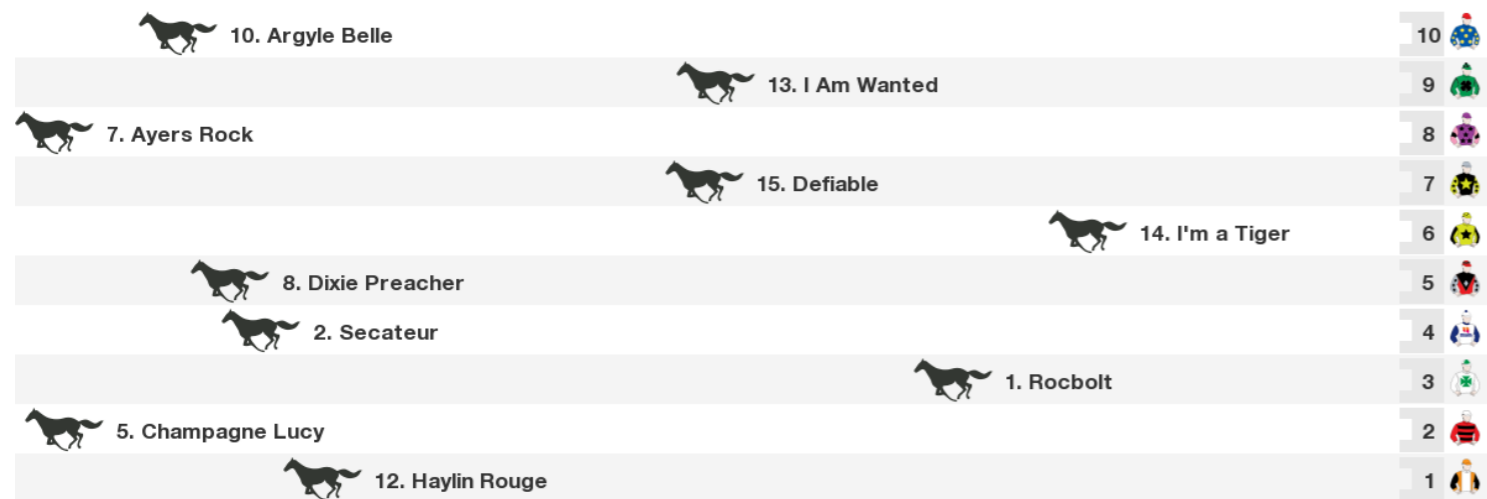 10. Argyle Belle 10
13. I Am Wanted 9
7. Ayers Rock 8
15. Defiable 7
14. I'm a Tiger 6
8. Dixie Preacher 5
2. Secateur 4
1. Rocbolt 3
5. Champagne Lucy 2
12. Haylin Rouge 1